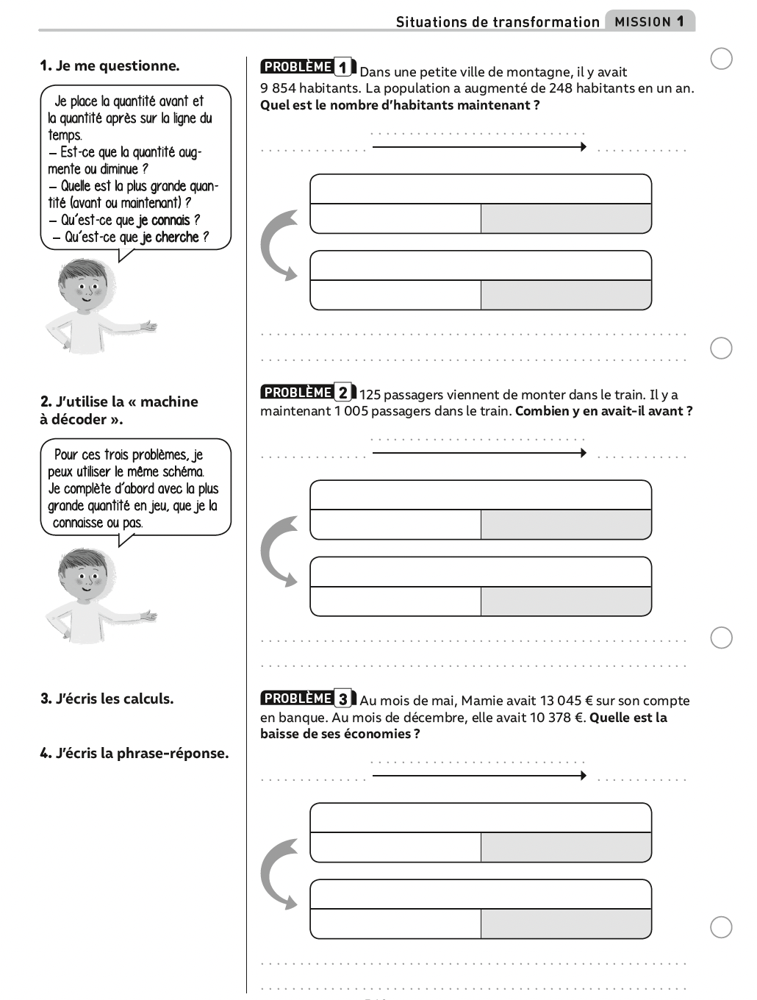 Situations de transformation MISSION 1
1. Je me questionne.
Je place la quantité avant et
la quantité après sur la ligne du
temps.
– Est-ce que la quantité aug-
mente ou diminue ?
– Quelle est la plus grande quan-
tité (avant ou maintenant) ?
– Qu'est-ce que je connais ?
– Qu'est-ce que je cherche ?
2. J'utilise la « machine
à décoder ».
Pour ces trois problèmes, je
peux utiliser le même schéma.
Je complète d'abord avec la plus
grande quantité en jeu, que je la
connaisse ou pas.
3. J'écris les calculs.
4. J'écris la phrase-réponse.
PROBLÈME 1 Dans une petite ville de montagne, il y avait
9 854 habitants. La population a augmenté de 248 habitants en un an.
Quel est le nombre d'habitants maintenant ?
PROBLÈME 2 125 passagers viennent de monter dans le train. Il y a
maintenant 1 005 passagers dans le train. Combien y en avait-il avant ?
PROBLÈME 3 Au mois de mai, Mamie avait 13 045 € sur son compte
en banque. Au mois de décembre, elle avait 10 378 €. Quelle est la
baisse de ses économies ?